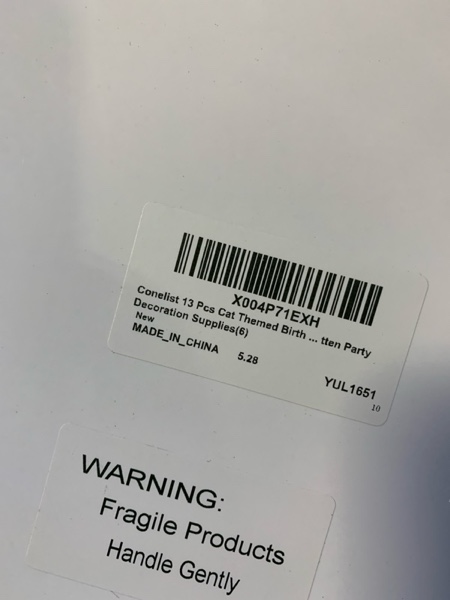 X004P71EXH
Conelist 13 Pcs Cat Themed Birth ... tten Party
Decoration Supplies(6)
New
MADE_IN_CHINA 5.28
YUL1651
10
WARNING:
Fragile Products
Handle Gently